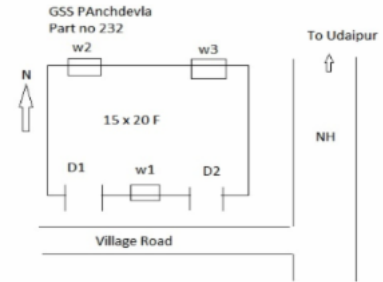 GSS PAnchdevla
Part no 232
To Udaipur
w2
w3
N
15 x 20 F
NH
D1
w1
D2
Village Road